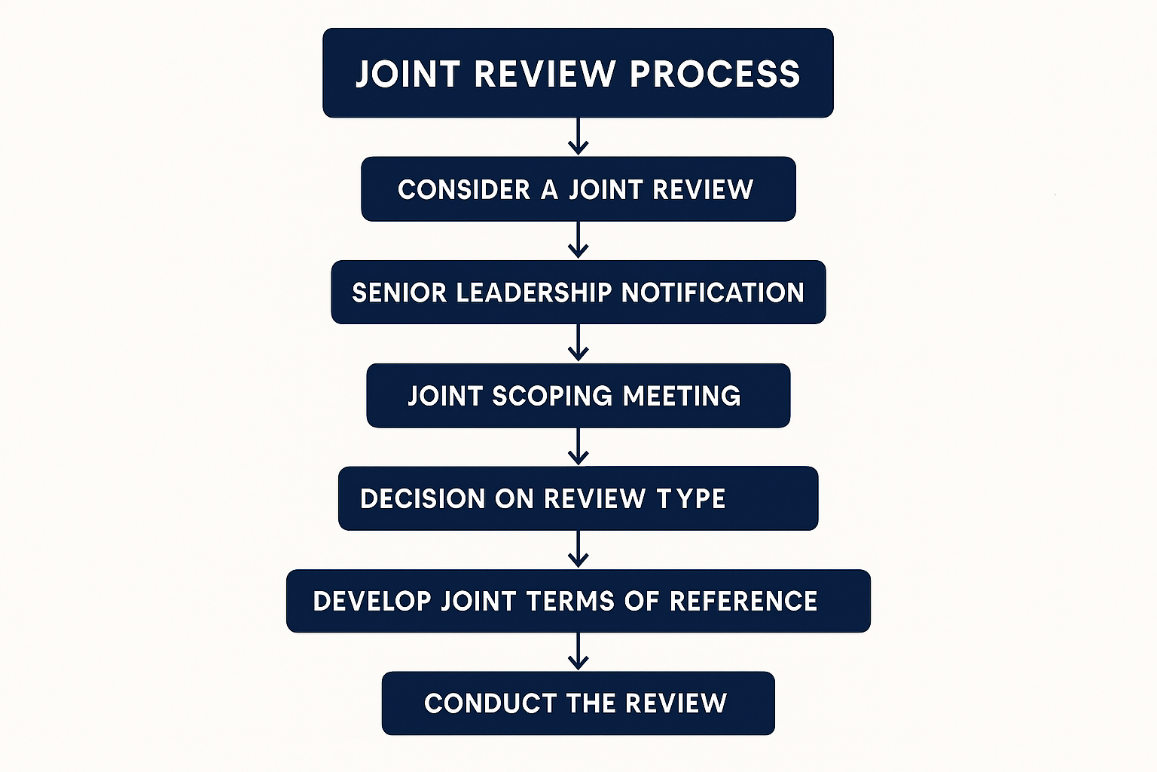 JOINT REVIEW PROCESS
CONSIDER A JOINT REVIEW
SENIOR LEADERSHIP NOTIFICATION
JOINT SCOPING MEETING
DECISION ON REVIEW TYPE
DEVELOP JOINT TERMS OF REFERENCE
CONDUCT THE REVIEW